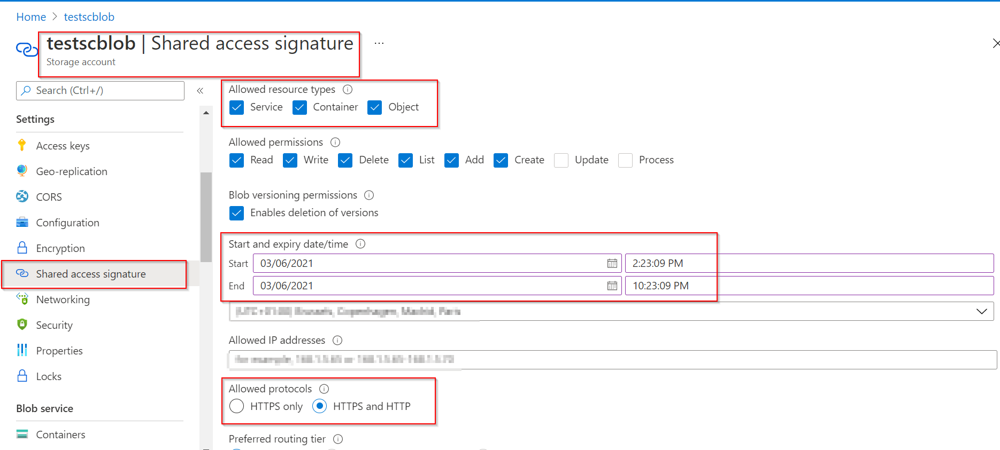 Home > testscblob
testscblob | Shared access signature ...
Storage account
Search (Ctrl+/) «
Settings
Access keys
Geo-replication
CORS
Configuration
Encryption
Shared access signature
Networking
Security
Properties
Locks
Blob service
Containers
Allowed resource types
Service Container Object
Allowed permissions
Read Write Delete List Add Create Update Process
Blob versioning permissions
Enables deletion of versions
Start and expiry date/time
Start 03/06/2021 2:23:09 PM
End 03/06/2021 10:23:09 PM
Allowed IP addresses
Allowed protocols
HTTPS only HTTPS and HTTP
Preferred routing tier